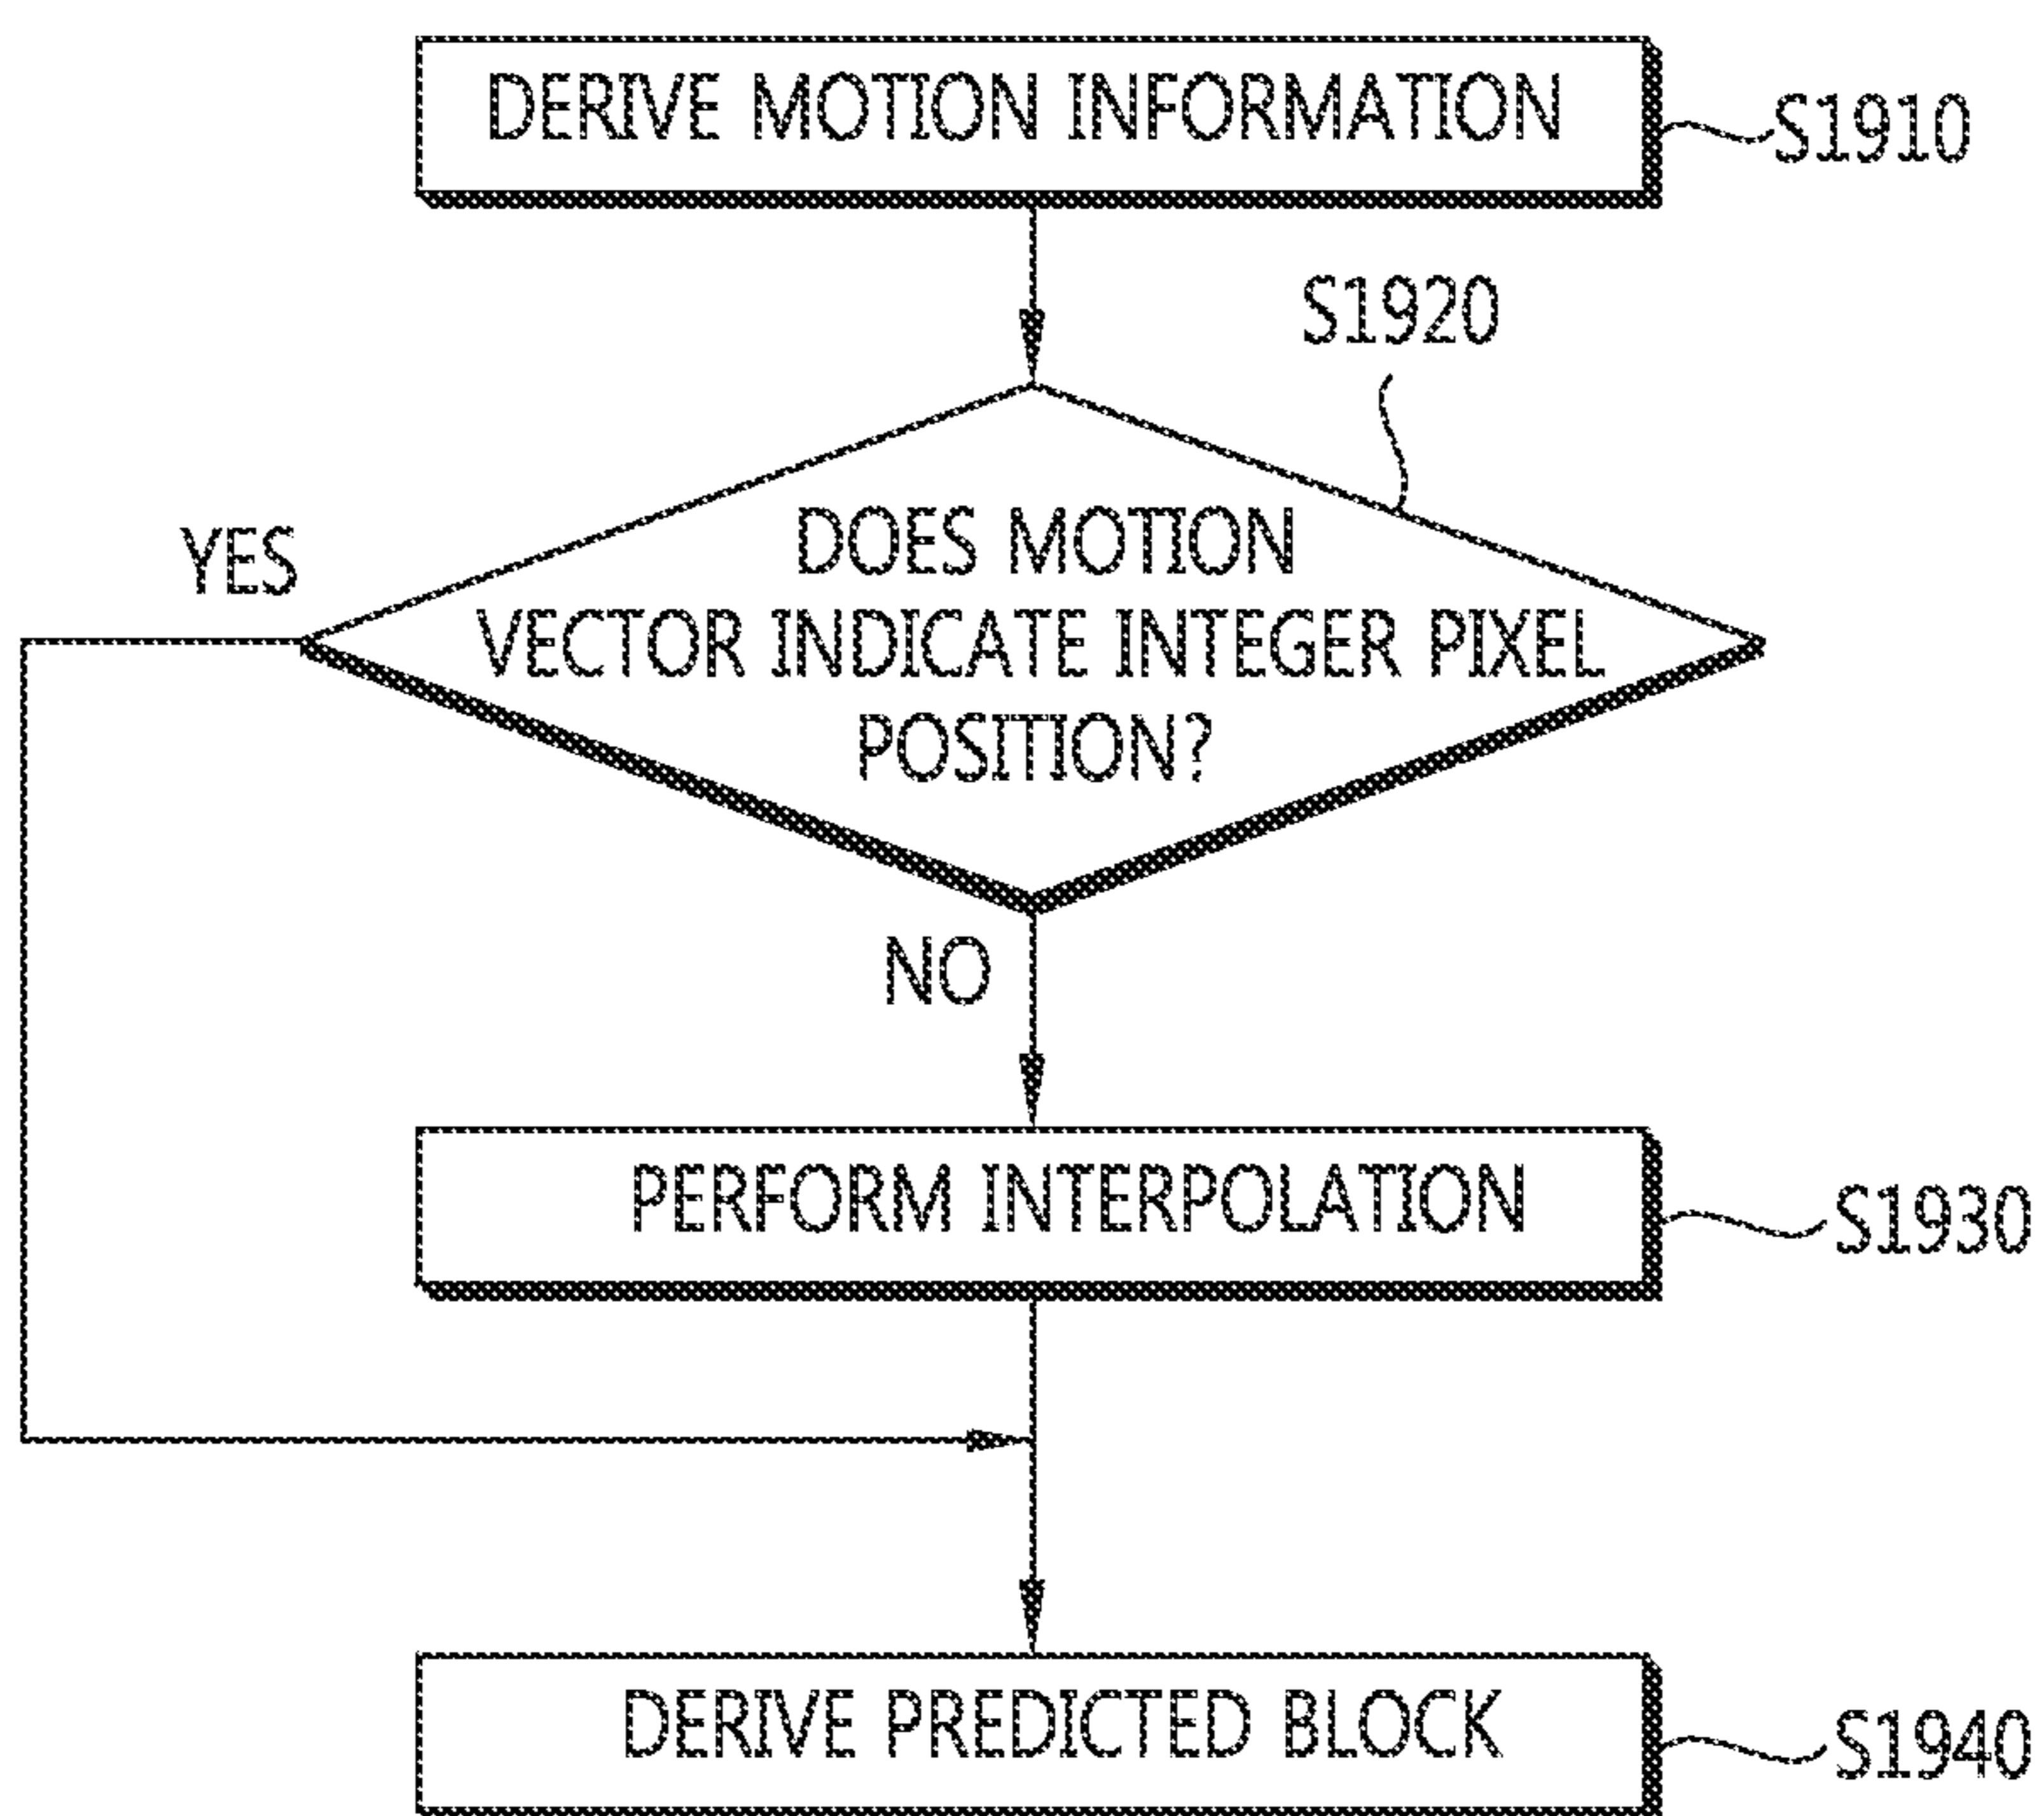 DERIVE MOTION INFORMATION
S1910
S1920
DOES MOTION
VECTOR INDICATE INTEGER PIXEL
POSITION?
YES
NO
PERFORM INTERPOLATION
S1930
DERIVE PREDICTED BLOCK
S1940